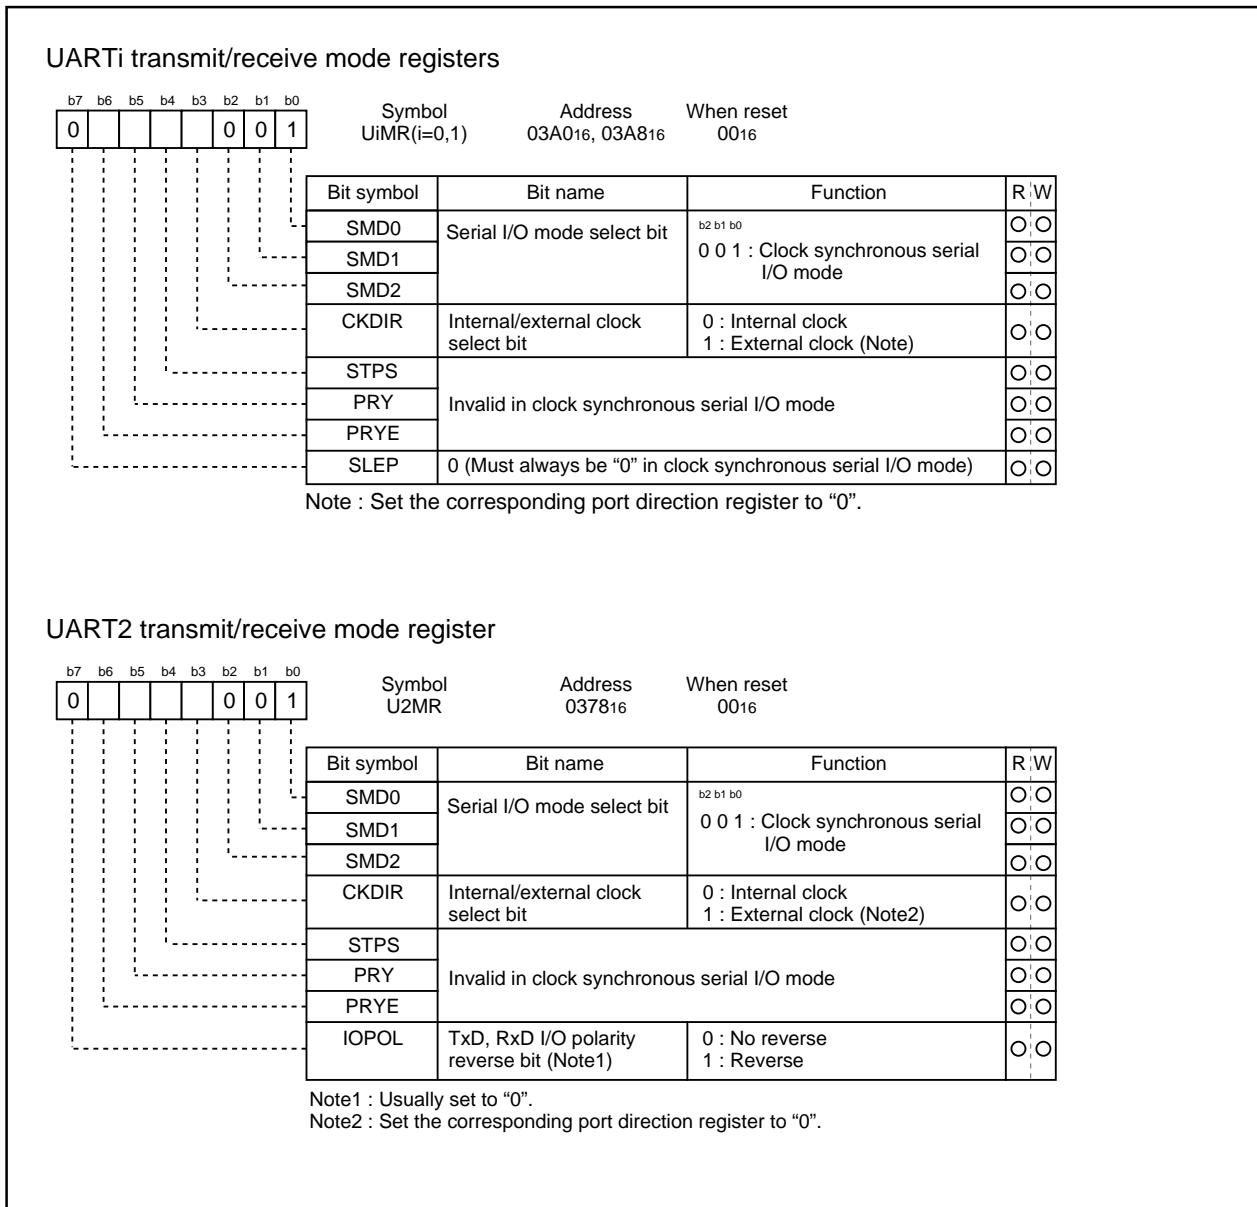 UARTi transmit/receive mode registers
b7 b6 b5 b4 b3 b2 b1 b0
0 0 0 1
Symbol Address When reset
UiMR(i=0,1) 03A016, 03A816 0016
Bit symbol Bit name Function R W
SMD0 Serial I/O mode select bit b2 b1 b0
SMD1 0 0 1 : Clock synchronous serial
I/O mode
SMD2
CKDIR Internal/external clock 0 : Internal clock
select bit 1 : External clock (Note)
STPS
PRY Invalid in clock synchronous serial I/O mode
PRYE
SLEP 0 (Must always be “0” in clock synchronous serial I/O mode)
Note : Set the corresponding port direction register to “0”.
UART2 transmit/receive mode register
b7 b6 b5 b4 b3 b2 b1 b0
0 0 0 1
Symbol Address When reset
U2MR 037816 0016
Bit symbol Bit name Function R W
SMD0 Serial I/O mode select bit b2 b1 b0
SMD1 0 0 1 : Clock synchronous serial
I/O mode
SMD2
CKDIR Internal/external clock 0 : Internal clock
select bit 1 : External clock (Note2)
STPS
PRY Invalid in clock synchronous serial I/O mode
PRYE
IOPOL TxD, RxD I/O polarity 0 : No reverse
reverse bit (Note1) 1 : Reverse
Note1 : Usually set to “0”.
Note2 : Set the corresponding port direction register to “0”.